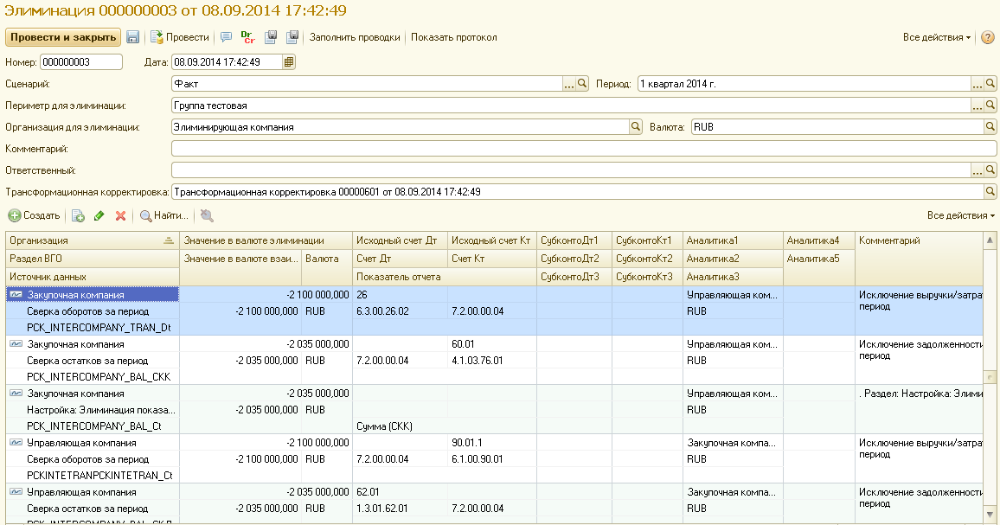 Элиминация 000000003 от 08.09.2014 17:42:49
Провести и закрыть Провести Dr Cr Заполнить проводки Показать протокол Все действия
Номер: 000000003 Дата: 08.09.2014 17:42:49
Сценарий: Факт Период: 1 квартал 2014 г.
Периметр для элиминации: Группа тестовая
Организация для элиминации: Элиминирующая компания Валюта: RUB
Комментарий:
Ответственный:
Трансформационная корректировка: Трансформационная корректировка 00000601 от 08.09.2014 17:42:49
Создать Найти... Все действия
Организация Значение в валюте элиминации Исходный счет Дт Исходный счет Кт СубконтоДт1 СубконтоКт1 Аналитика1 Аналитика4 Комментарий
Раздел ВГО Значение в валюте взаи... Валюта Счет Дт Счет Кт СубконтоДт2 СубконтоКт2 Аналитика2 Аналитика5
Источник данных Показатель отчета СубконтоДт3 СубконтоКт3 Аналитика3
Закупочная компания -2 100 000,000 26 Управляющая ком... Исключение выручки/затра
Сверка оборотов за период -2 100 000,000 RUB 6.3.00.26.02 7.2.00.00.04 RUB период
PCK_INTERCOMPANY_TRAN_Dt
Закупочная компания -2 035 000,000 60.01 Управляющая ком... Исключение задолженности
Сверка остатков за период -2 035 000,000 RUB 7.2.00.00.04 4.1.03.76.01 RUB период
PCK_INTERCOMPANY_BAL_СКК
Закупочная компания -2 035 000,000 Управляющая ком... . Раздел: Настройка: Элими
Настройка: Элиминация показа... -2 035 000,000 RUB RUB
PCK_INTERCOMPANY_BAL_Ct Сумма (СКК)
Управляющая компания -2 100 000,000 90.01.1 Закупочная компа... Исключение выручки/затра
Сверка оборотов за период -2 100 000,000 RUB 7.2.00.00.04 6.1.00.90.01 RUB период
PCKINTETRANPCKINTETRAN_Ct
Управляющая компания -2 035 000,000 62.01 Закупочная компа... Исключение задолженности
Сверка остатков за период -2 035 000,000 RUB 1.3.01.62.01 7.2.00.00.04 RUB период